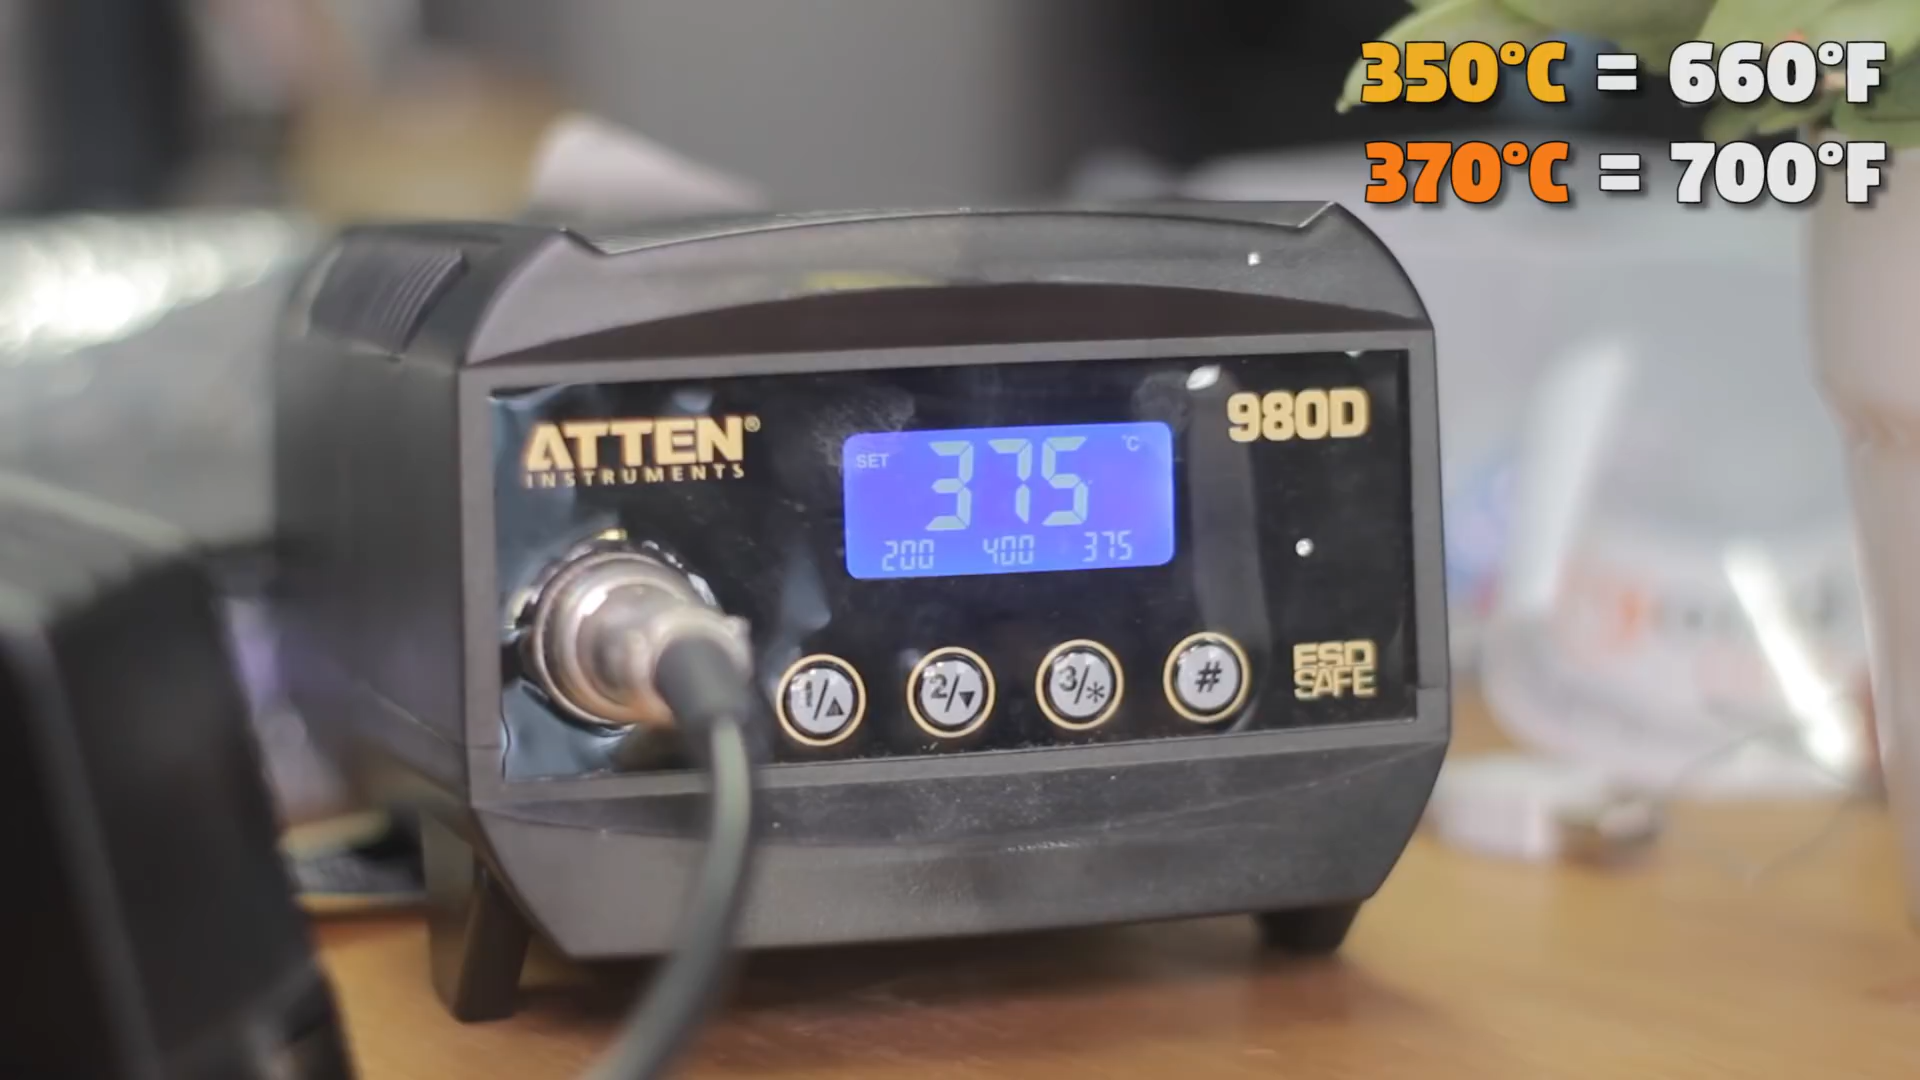 350°C = 660°F
370°C = 700°F
ATTEN®
INSTRUMENTS
980D
SET 375 °C
200 400 375
1/▲ 2/▼ 3/* #
ESD
SAFE